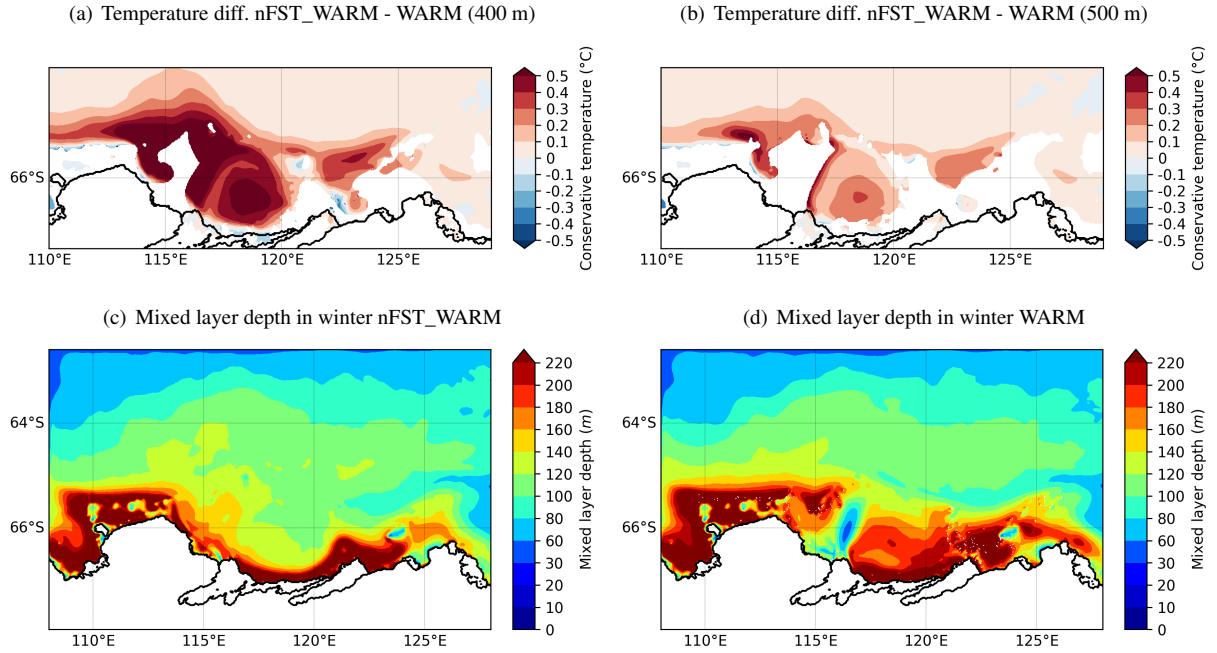 (a) Temperature diff. nFST_WARM - WARM (400 m)
(b) Temperature diff. nFST_WARM - WARM (500 m)
0.5
0.4
0.3
0.2
0.1
0
-0.1
-0.2
-0.3
-0.4
-0.5
Conservative temperature (°C)
66°S
110°E
115°E
120°E
125°E
0.5
0.4
0.3
0.2
0.1
0
-0.1
-0.2
-0.3
-0.4
-0.5
Conservative temperature (°C)
66°S
110°E
115°E
120°E
125°E
(c) Mixed layer depth in winter nFST_WARM
(d) Mixed layer depth in winter WARM
220
200
180
160
140
120
100
80
60
30
20
10
0
Mixed layer depth (m)
64°S
66°S
110°E
115°E
120°E
125°E
220
200
180
160
140
120
100
80
60
30
20
10
0
Mixed layer depth (m)
64°S
66°S
110°E
115°E
120°E
125°E